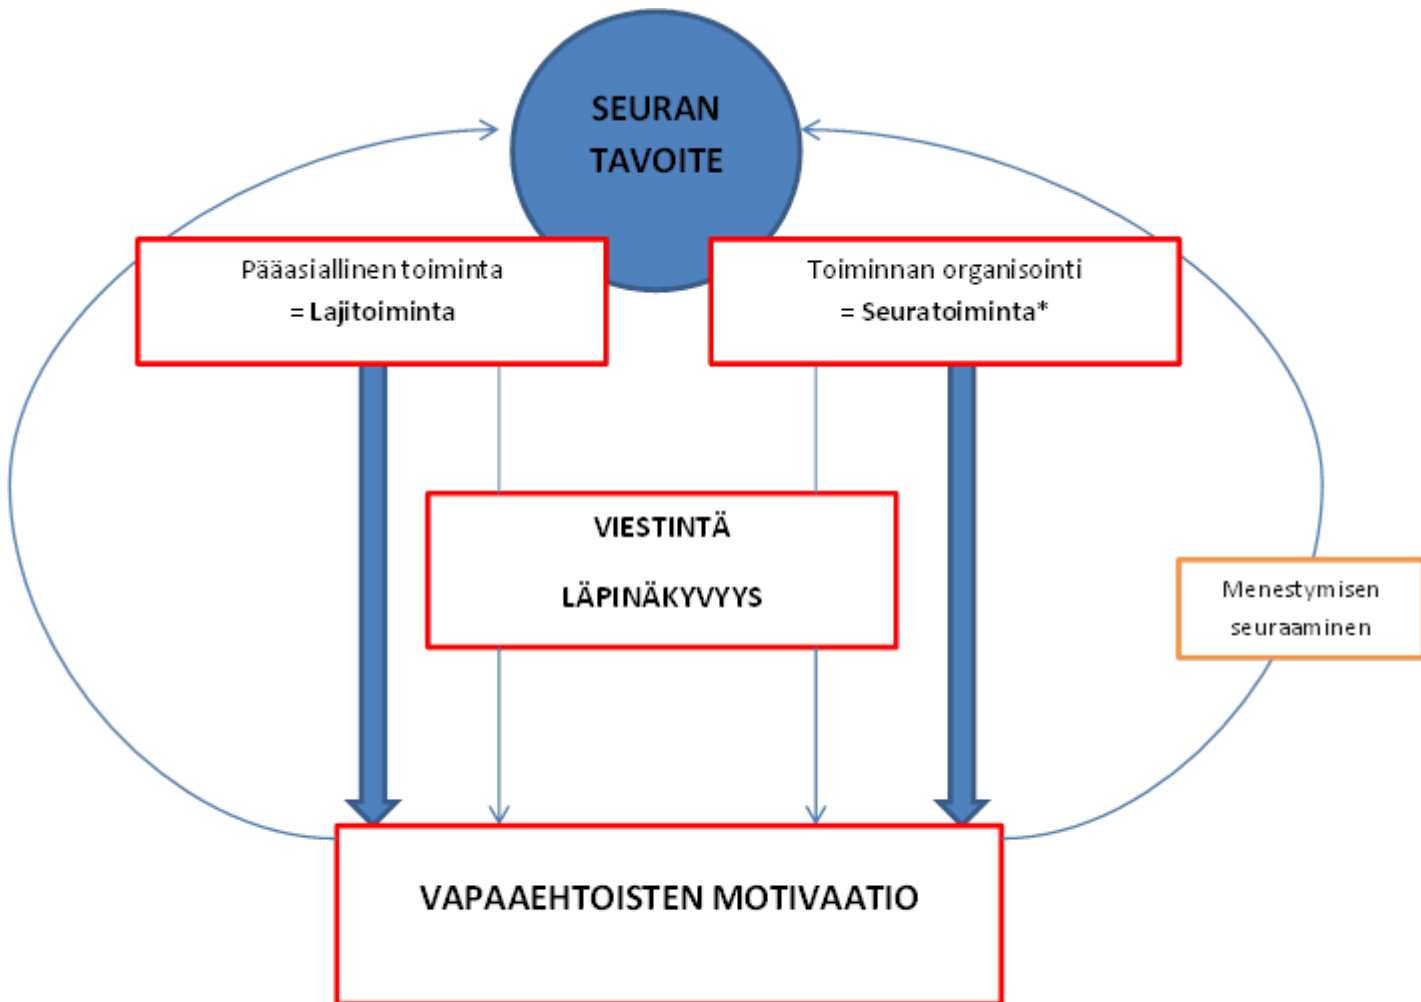 SEURAN
TAVOITE
Pääasiallinen toiminta
= Lajitoiminta
Toiminnan organisointi
= Seuratoiminta*
VIESTINTÄ
LÄPINÄKYVYYS
Menestymisen
seuraaminen
VAPAAEHTOISTEN MOTIVAATIO